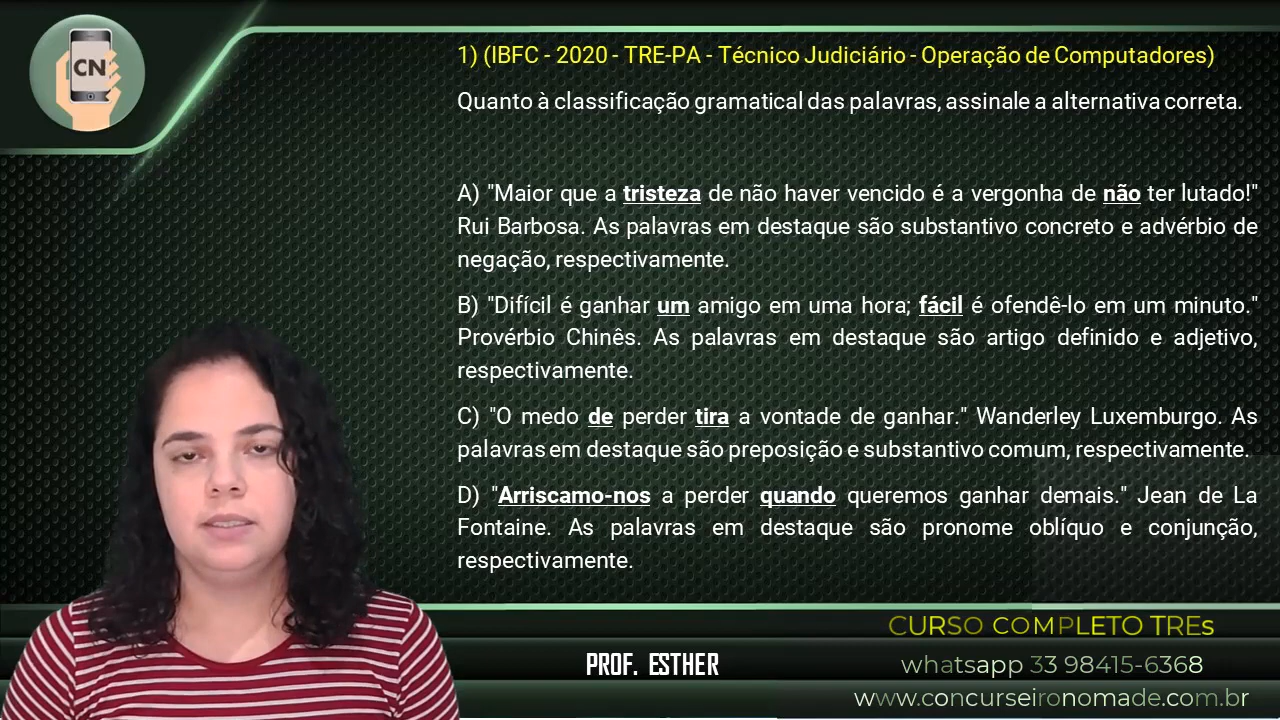 CN
1) (IBFC - 2020 - TRE-PA - Técnico Judiciário - Operação de Computadores)
Quanto à classificação gramatical das palavras, assinale a alternativa correta.
A) "Maior que a tristeza de não haver vencido é a vergonha de não ter lutado!"
Rui Barbosa. As palavras em destaque são substantivo concreto e advérbio de
negação, respectivamente.
B) "Difícil é ganhar um amigo em uma hora; fácil é ofendê-lo em um minuto."
Provérbio Chinês. As palavras em destaque são artigo definido e adjetivo,
respectivamente.
C) "O medo de perder tira a vontade de ganhar." Wanderley Luxemburgo. As
palavras em destaque são preposição e substantivo comum, respectivamente.
D) "Arriscamo-nos a perder quando queremos ganhar demais." Jean de La
Fontaine. As palavras em destaque são pronome oblíquo e conjunção,
respectivamente.
CURSO COMPLETO TREs
PROF. ESTHER
whatsapp 33 98415-6368
www.concurseironomade.com.br